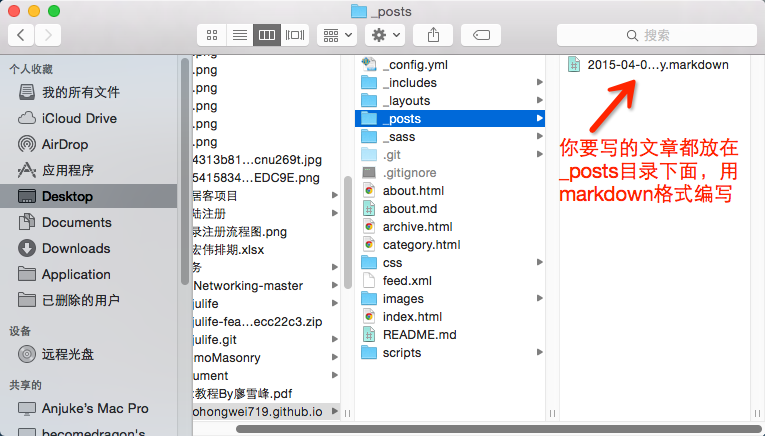 _posts
搜索
个人收藏
我的所有文件
iCloud Drive
AirDrop
应用程序
Desktop
Documents
Downloads
Application
已删除的用户
设备
远程光盘
共享的
Anjuke's Mac Pro
becomedragon's
.png
.png
.png
.png
.png
4313b81...cnu269t.jpg
5415834...EDC9E.png
居客项目
陆注册
录注册流程图.png
宏伟排期.xlsx
务
Networking-master
julife
julife-fea...ecc22c3.zip
julife.git
moMasonry
ument
教程By廖雪峰.pdf
ohongwei719.github.io
_config.yml
_includes
_layouts
_posts
_sass
.git
.gitignore
about.html
about.md
archive.html
category.html
css
feed.xml
images
index.html
README.md
scripts
2015-04-0...y.markdown
你要写的文章都放在
_posts目录下面，用
markdown格式编写